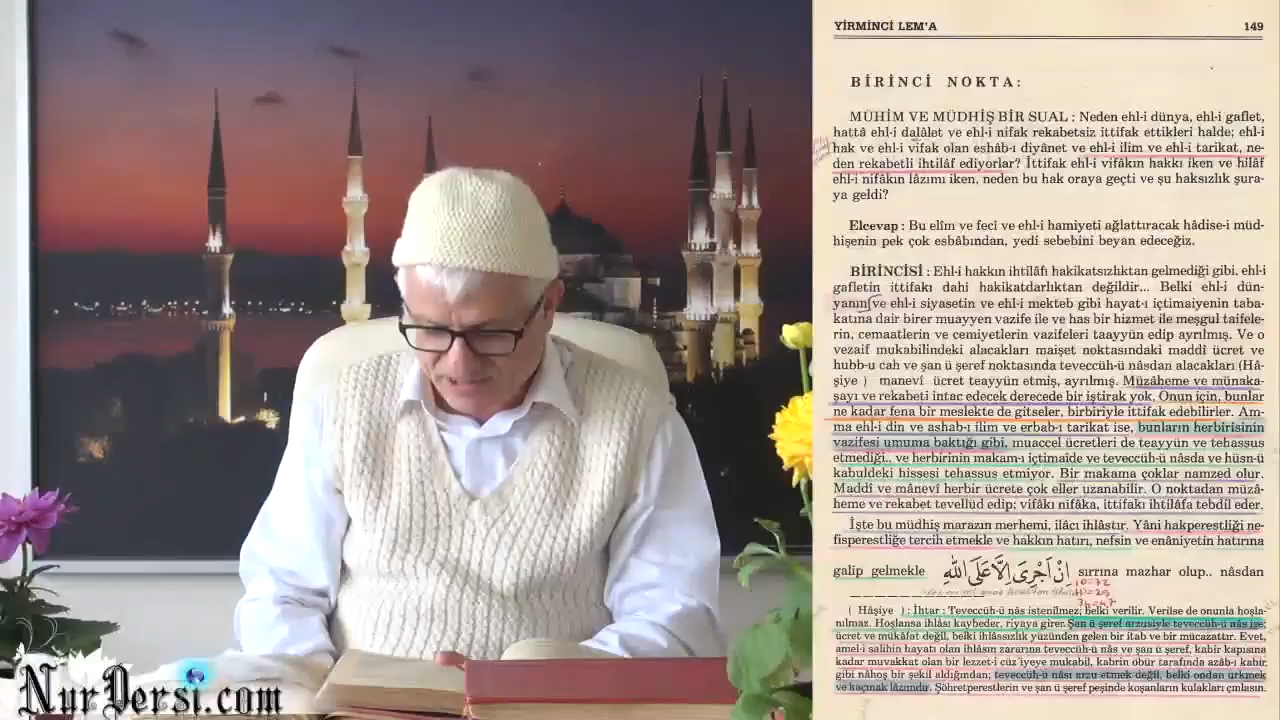 YİRMİNCİ LEM'A 149
BİRİNCİ NOKTA:
MÜHİM VE MÜDHİŞ BİR SUAL : Neden ehl-i dünya, ehl-i gaflet,
hattâ ehl-i dalâlet ve ehl-i nifak rekabetsiz ittifak ettikleri halde; ehl-i
hak ve ehl-i vifak olan eshâb-ı diyânet ve ehl-i ilim ve ehl-i tarikat, ne-
den rekabetli ihtilâf ediyorlar? İttifak ehl-i vifâkın hakkı iken ve hilâf
ehl-i nifâkın lâzımı iken, neden bu hak oraya geçti ve şu haksızlık şura-
ya geldi?
Elcevap : Bu elîm ve fecî ve ehl-i hamiyeti ağlattıracak hâdise-i müd-
hişenin pek çok esbâbından, yedi sebebini beyan edeceğiz.
BİRİNCİSİ : Ehl-i hakkın ihtilâfı hakikatsızlıktan gelmediği gibi, ehl-i
gafletin ittifakı dahi hakikatdarlıktan değildir... Belki ehl-i dün-
yanın ve ehl-i siyasetin ve ehl-i mekteb gibi hayat-ı içtimaiyenin taba-
katına dair birer muayyen vazife ile ve has bir hizmet ile meşgul taifele-
rin, cemaatlerin ve cemiyetlerin vazifeleri taayyün edip ayrılmış. Ve o
vezaif mukabilindeki alacakları maişet noktasındaki maddî ücret ve
hubb-u cah ve şan ü şeref noktasında teveccüh-ü nâsdan alacakları (Hâ-
şiye ) manevî ücret teayyün etmiş, ayrılmış. Müzâheme ve münaka-
şayı ve rekabeti intac edecek derecede bir iştirak yok. Onun için, bunlar
ne kadar fena bir meslekte de gitseler, birbiriyle ittifak edebilirler. Am-
ma ehl-i din ve ashab-ı ilim ve erbab-ı tarikat ise, bunların herbirisinin
vazifesi umuma baktığı gibi, muaccel ücretleri de teayyün ve tehassus
etmediği.. ve herbirinin makam-ı içtimaîde ve teveccüh-ü nâsda ve hüsn-ü
kabuldeki hissesi tehassus etmiyor. Bir makama çoklar namzed olur.
Maddî ve mânevî herbir ücrete çok eller uzanabilir. O noktadan müzâ-
heme ve rekabet tevellüd edip; vifâkı nifâka, ittifakı ihtilâfa tebdil eder.
İşte bu müdhiş marazın merhemi, ilâcı ihlâstır. Yâni hakperestliği ne-
fisperestliğe tercih etmekle ve hakkın hatırı, nefsin ve enâniyetin hatırına
galip gelmekle اِنْ اَجْرِىَ اِلَّا عَلَى اللّٰهِ sırrına mazhar olup.. nâsdan
( Hâşiye ) : İhtar : Teveccüh-ü nâs istenilmez; belki verilir. Verilse de onunla hoşla-
nılmaz. Hoşlansa ihlâsı kaybeder, riyaya girer. Şan ü şeref arzusiyle teveccüh-ü nâs ise;
ücret ve mükâfat değil, belki ihlâssızlık yüzünden gelen bir itab ve bir mücazattır. Evet,
amel-i salihin hayatı olan ihlâsın zararına teveccüh-ü nâs ve şan ü şeref, kabir kapısına
kadar muvakkat olan bir lezzet-i cüz'iyeye mukabil, kabrin öbür tarafında azâb-ı kabir
gibi nâhoş bir şekil aldığından; teveccüh-ü nâsı arzu etmek değil, belki ondan ürkmek
ve kaçmak lâzımdır. Şöhretperestlerin ve şan ü şeref peşinde koşanların kulakları çınlasın.
NurDersi.com